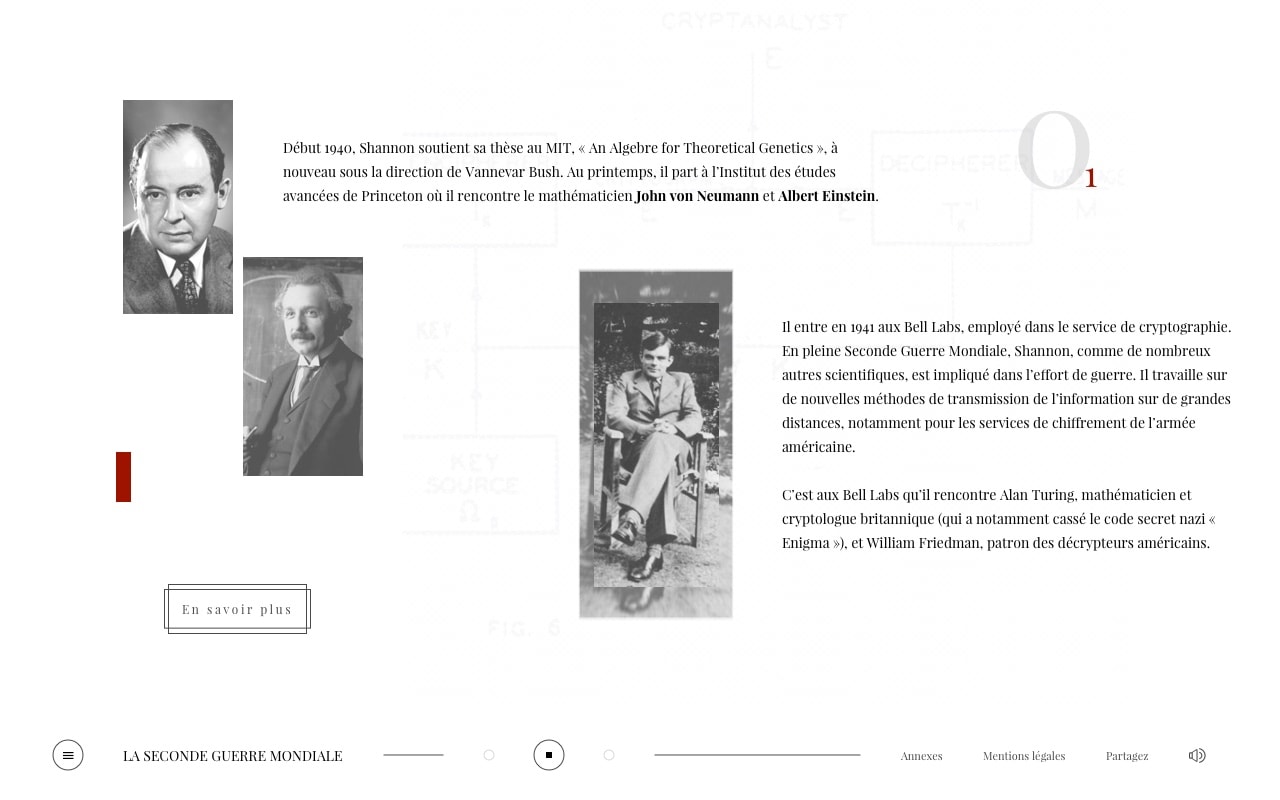 CRYPTANALYST
E
Début 1940, Shannon soutient sa thèse au MIT, « An Algebre for Theoretical Genetics », à
nouveau sous la direction de Vannevar Bush. Au printemps, il part à l'Institut des études
avancées de Princeton où il rencontre le mathématicien John von Neumann et Albert Einstein.
DECIPHERER
O1
M
KEY
K
KEY
SOURCE
FIG. 6
Il entre en 1941 aux Bell Labs, employé dans le service de cryptographie.
En pleine Seconde Guerre Mondiale, Shannon, comme de nombreux
autres scientifiques, est impliqué dans l'effort de guerre. Il travaille sur
de nouvelles méthodes de transmission de l'information sur de grandes
distances, notamment pour les services de chiffrement de l'armée
américaine.
C'est aux Bell Labs qu'il rencontre Alan Turing, mathématicien et
cryptologue britannique (qui a notamment cassé le code secret nazi «
Enigma »), et William Friedman, patron des décrypteurs américains.
En savoir plus
LA SECONDE GUERRE MONDIALE
Annexes
Mentions légales
Partagez